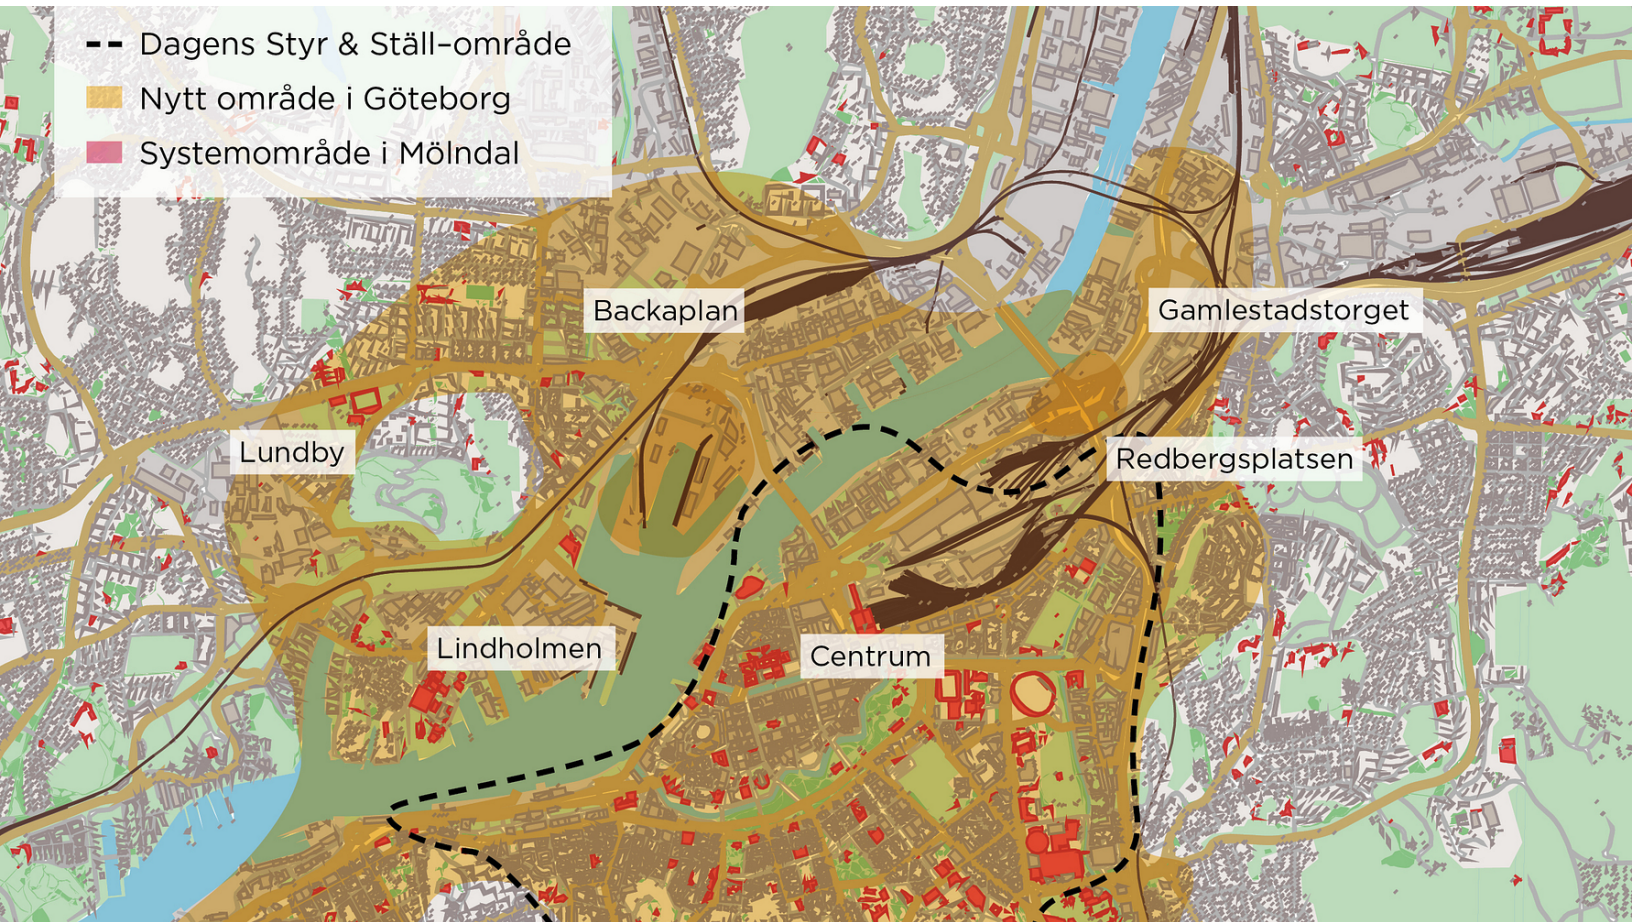 Dagens Styr & Ställ–område
Nytt område i Göteborg
Systemområde i Mölndal
Backaplan
Gamlestadstorget
Lundby
Redbergsplatsen
Lindholmen
Centrum